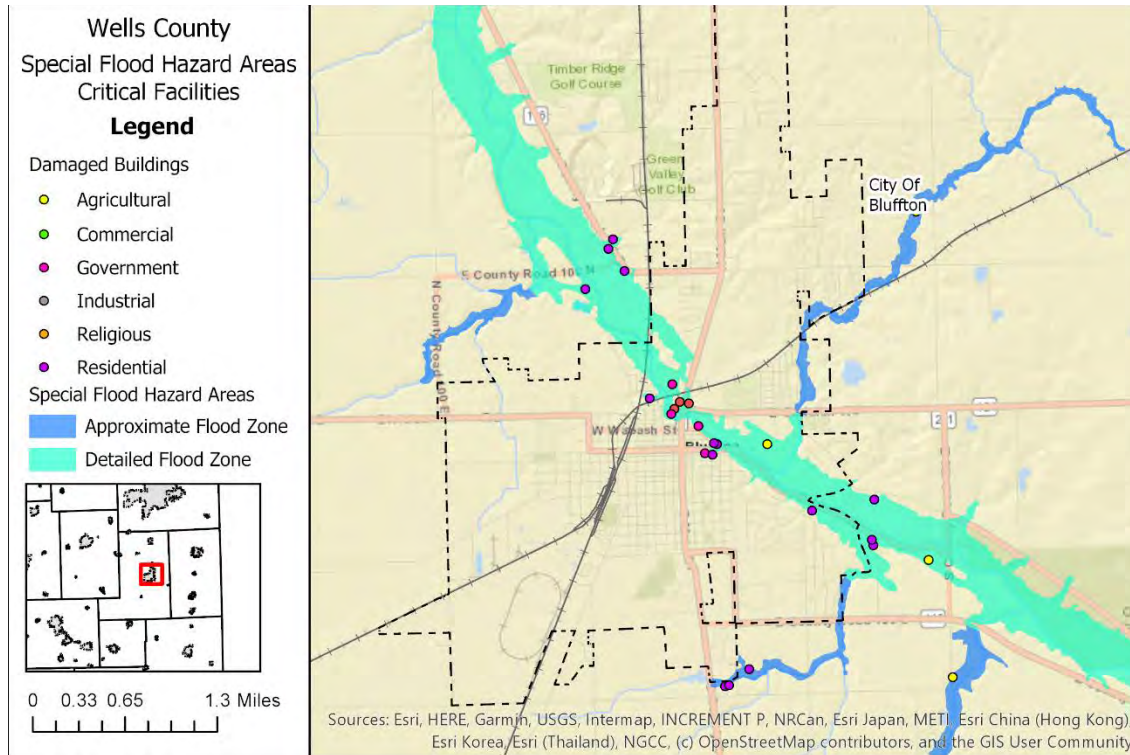 Wells County
Special Flood Hazard Areas
Critical Facilities
Legend
Damaged Buildings
Agricultural
Commercial
Government
Industrial
Religious
Residential
Special Flood Hazard Areas
Approximate Flood Zone
Detailed Flood Zone
0 0.33 0.65 1.3 Miles
Timber Ridge
Golf Course
Green
Valley
Golf Club
City Of
Bluffton
E County Road 100 N
N County Road 100 E
W Wabash St
Sources: Esri, HERE, Garmin, USGS, Intermap, INCREMENT P, NRCan, Esri Japan, METI, Esri China (Hong Kong),
Esri Korea, Esri (Thailand), NGCC, (c) OpenStreetMap contributors, and the GIS User Community